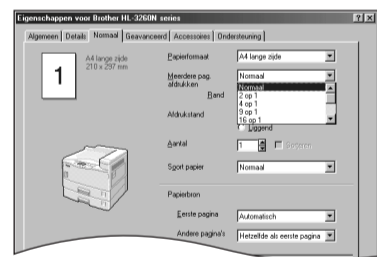 Eigenschappen voor Brother HL-3260N series
Algemeen Details Normaal Geavanceerd Accessoires Ondersteuning
1
A4 lange zijde
210 x 297 mm
Papierformaat A4 lange zijde
Meerdere pag. afdrukken Normaal
Normaal
2 op 1
4 op 1
9 op 1
16 op 1
Rand
Afdrukstand
Liggend
Aantal 1 Sorteren
Soort papier Normaal
Papierbron
Eerste pagina Automatisch
Andere pagina's Hetzelfde als eerste pagina